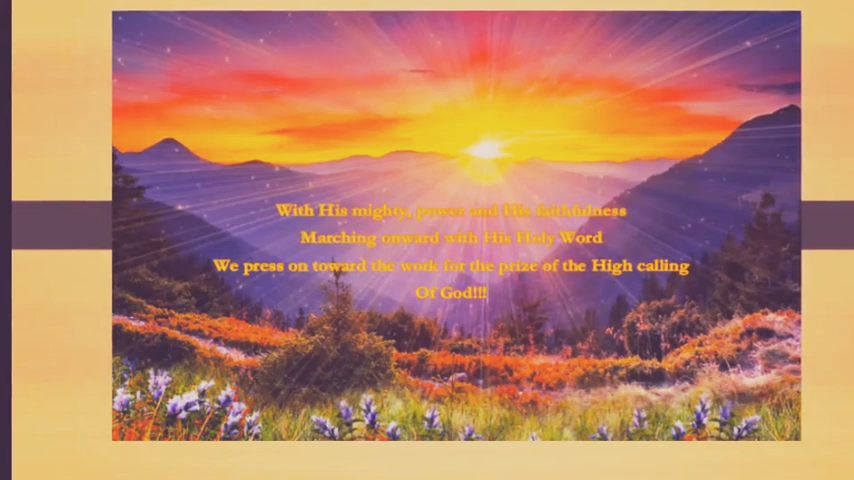 With His mighty, power and His faithfulness
Marching onward with His Holy Word
We press on toward the work for the prize of the High calling
Of God!!!